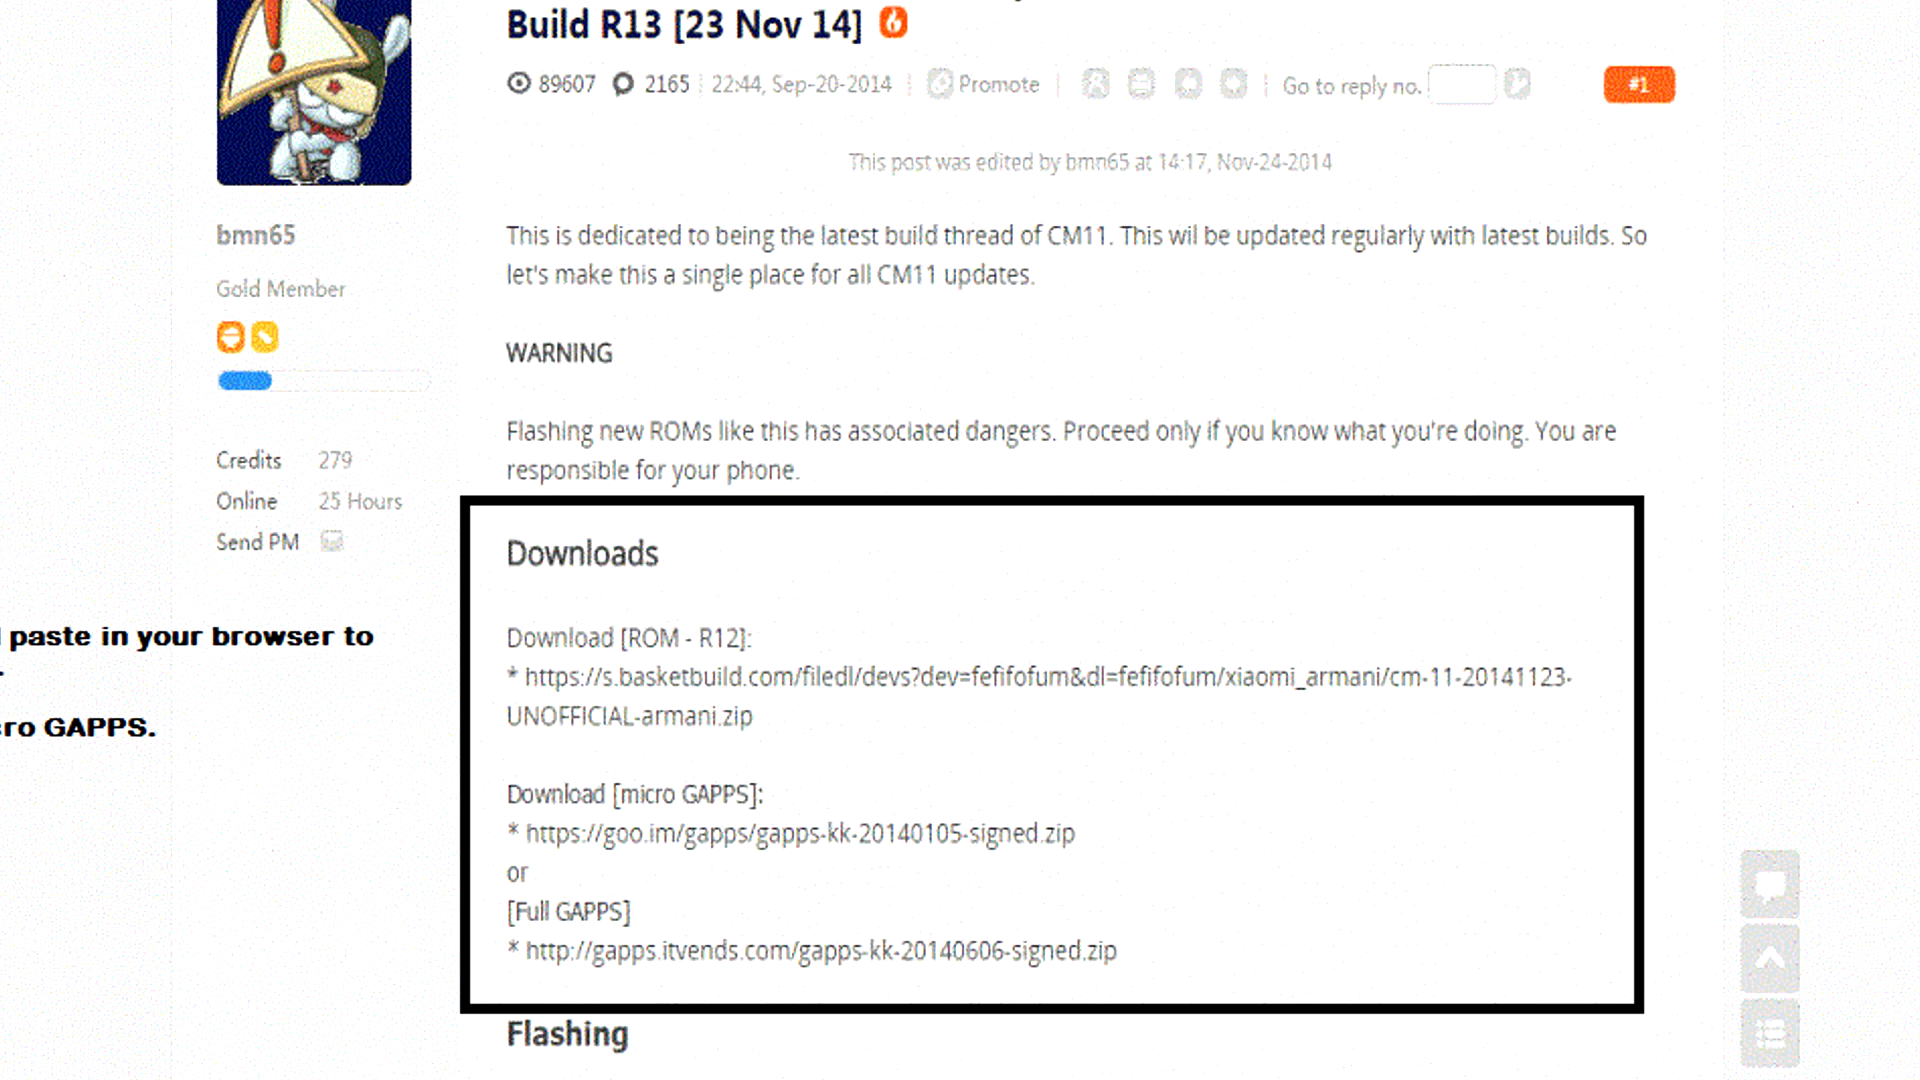 Build R13 [23 Nov 14]
89607 2165 22:44, Sep-20-2014 Promote Go to reply no. #1
This post was edited by bmn65 at 14:17, Nov-24-2014
bmn65
Gold Member
Credits 279
Online 25 Hours
Send PM
This is dedicated to being the latest build thread of CM11. This wil be updated regularly with latest builds. So
let's make this a single place for all CM11 updates.
WARNING
Flashing new ROMs like this has associated dangers. Proceed only if you know what you're doing. You are
responsible for your phone.
paste in your browser to
ro GAPPS.
Downloads
Download [ROM - R12]:
* https://s.basketbuild.com/filedl/devs?dev=fefifofum&dl=fefifofum/xiaomi_armani/cm-11-20141123-
UNOFFICIAL-armani.zip
Download [micro GAPPS]:
* https://goo.im/gapps/gapps-kk-20140105-signed.zip
or
[Full GAPPS]
* http://gapps.itvends.com/gapps-kk-20140606-signed.zip
Flashing